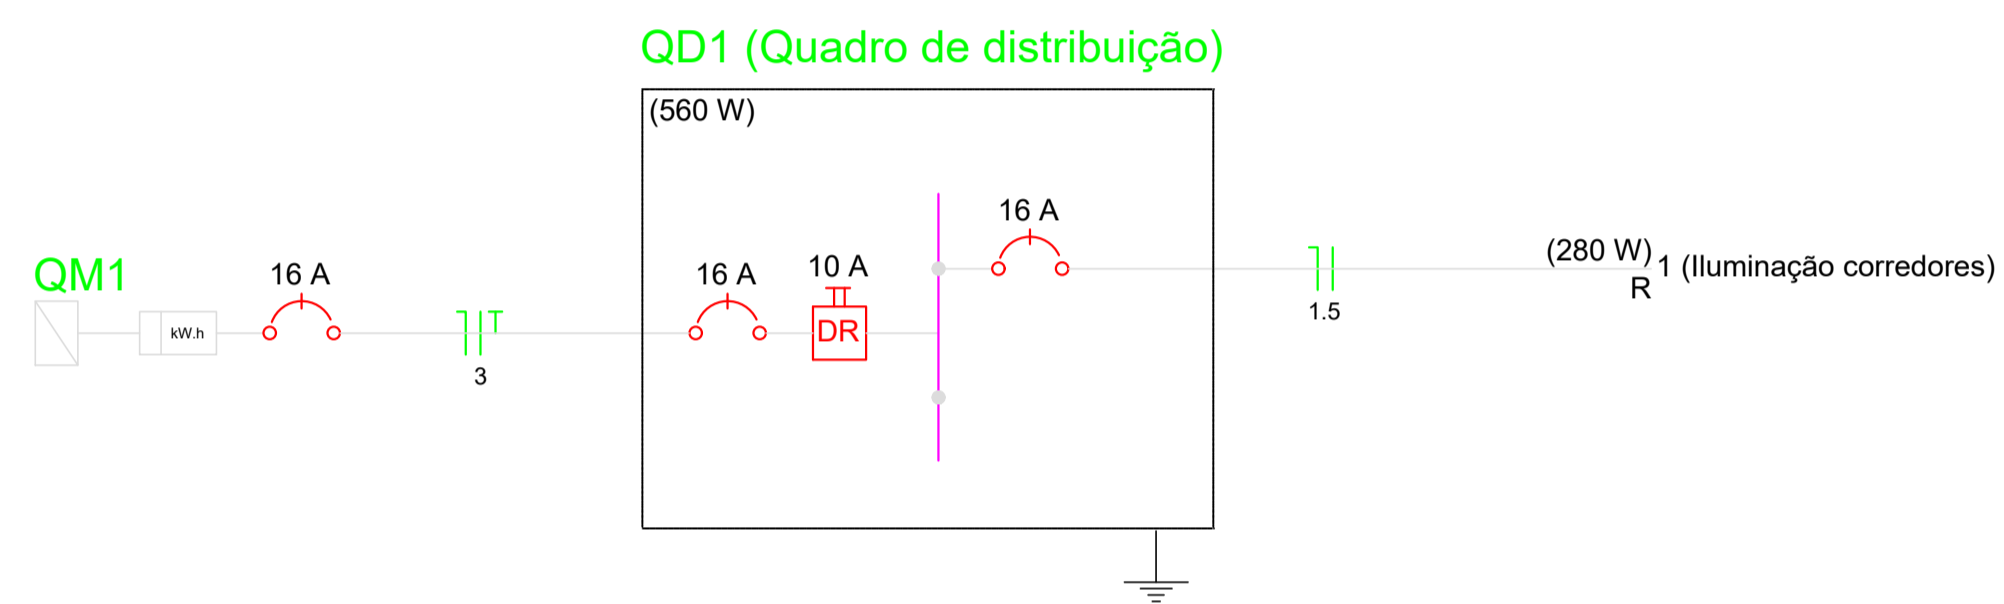 QD1 (Quadro de distribuição)
(560 W)
16 A
QM1
16 A
16 A
10 A
(280 W)
1 (Iluminação corredores)
R
kW.h
T
DR
1.5
3